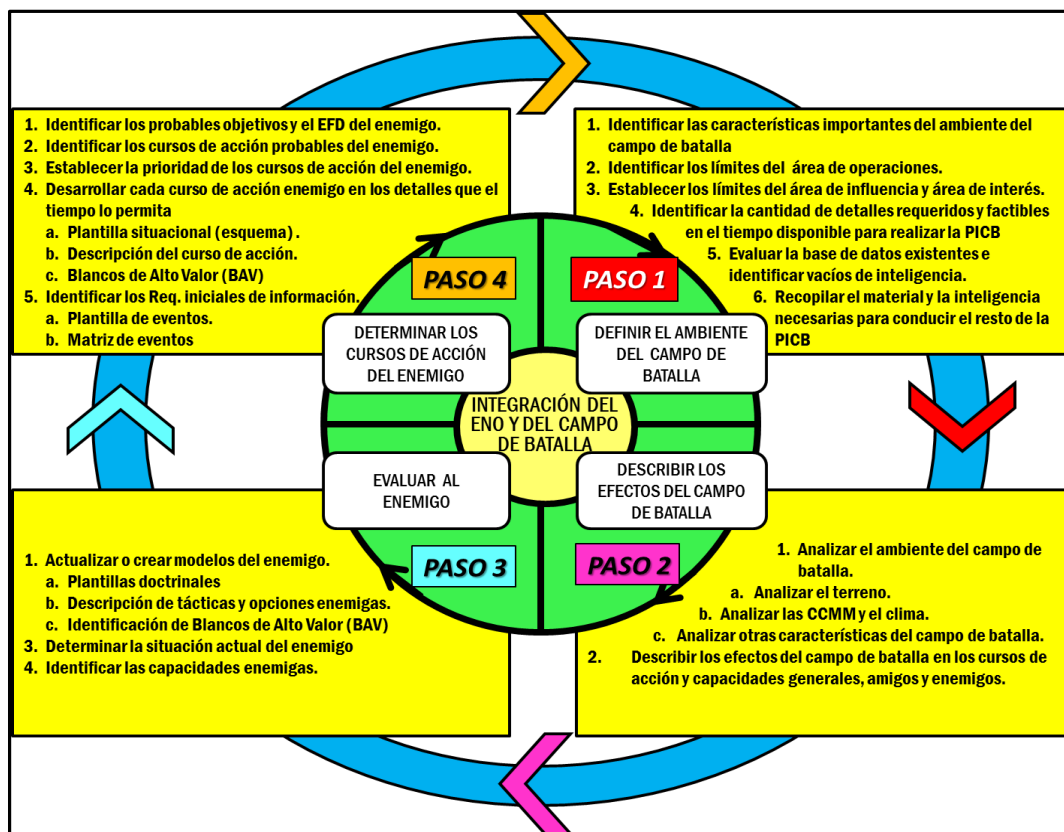 1. Identificar los probables objetivos y el EFD del enemigo.
2. Identificar los cursos de acción probables del enemigo.
3. Establecer la prioridad de los cursos de acción del enemigo.
4. Desarrollar cada curso de acción enemigo en los detalles que el
tiempo lo permita
a. Plantilla situacional (esquema) .
b. Descripción del curso de acción.
c. Blancos de Alto Valor (BAV)
5. Identificar los Req. iniciales de información.
a. Plantilla de eventos.
b. Matriz de eventos
1. Identificar las características importantes del ambiente del
campo de batalla
2. Identificar los límites del área de operaciones.
3. Establecer los límites del área de influencia y área de interés.
4. Identificar la cantidad de detalles requeridos y factibles
en el tiempo disponible para realizar la PICB
5. Evaluar la base de datos existentes e
identificar vacíos de inteligencia.
6. Recopilar el material y la inteligencia
necesarias para conducir el resto de la
PICB
PASO 4
PASO 1
DETERMINAR LOS
CURSOS DE ACCIÓN
DEL ENEMIGO
DEFINIR EL AMBIENTE
DEL CAMPO DE
BATALLA
INTEGRACIÓN DEL
ENO Y DEL CAMPO
DE BATALLA
EVALUAR AL
ENEMIGO
DESCRIBIR LOS
EFECTOS DEL CAMPO
DE BATALLA
PASO 3
PASO 2
1. Actualizar o crear modelos del enemigo.
a. Plantillas doctrinales
b. Descripción de tácticas y opciones enemigas.
c. Identificación de Blancos de Alto Valor (BAV)
3. Determinar la situación actual del enemigo
4. Identificar las capacidades enemigas.
1. Analizar el ambiente del campo de
batalla.
a. Analizar el terreno.
b. Analizar las CCMM y el clima.
c. Analizar otras características del campo de batalla.
2. Describir los efectos del campo de batalla en los cursos de
acción y capacidades generales, amigos y enemigos.